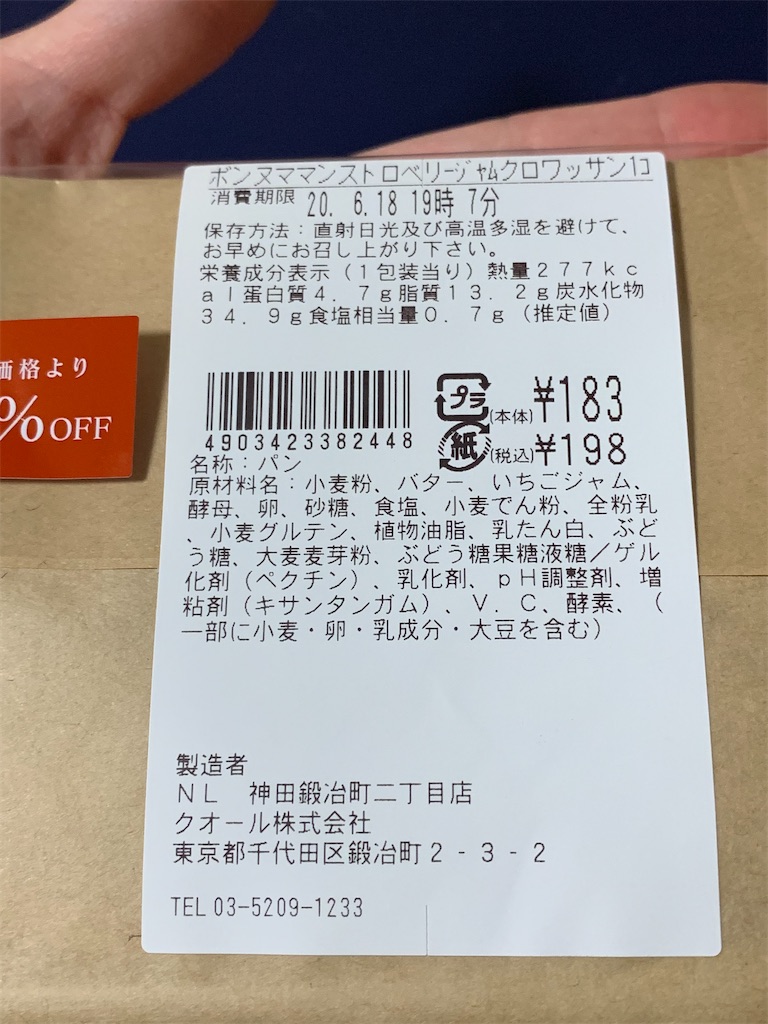 ボンヌママンストロベリージャムクロワッサン1コ
消費期限 20. 6.18 19時 7分
保存方法：直射日光及び高温多湿を避けて、
お早めにお召し上がり下さい。
栄養成分表示（１包装当り）熱量２７７ｋｃ
ａｌ蛋白質４．７ｇ脂質１３．２ｇ炭水化物
３４．９ｇ食塩相当量０．７ｇ（推定値）
価格より
%OFF
プラ
(本体)¥183
紙
(税込)¥198
4903423382448
名称：パン
原材料名：小麦粉、バター、いちごジャム、
酵母、卵、砂糖、食塩、小麦でん粉、全粉乳
、小麦グルテン、植物油脂、乳たん白、ぶど
う糖、大麦麦芽粉、ぶどう糖果糖液糖／ゲル
化剤（ペクチン）、乳化剤、ｐＨ調整剤、増
粘剤（キサンタンガム）、Ｖ．Ｃ、酵素、（
一部に小麦・卵・乳成分・大豆を含む）
製造者
ＮＬ　神田鍛冶町二丁目店
クオール株式会社
東京都千代田区鍛冶町２－３－２
TEL 03-5209-1233